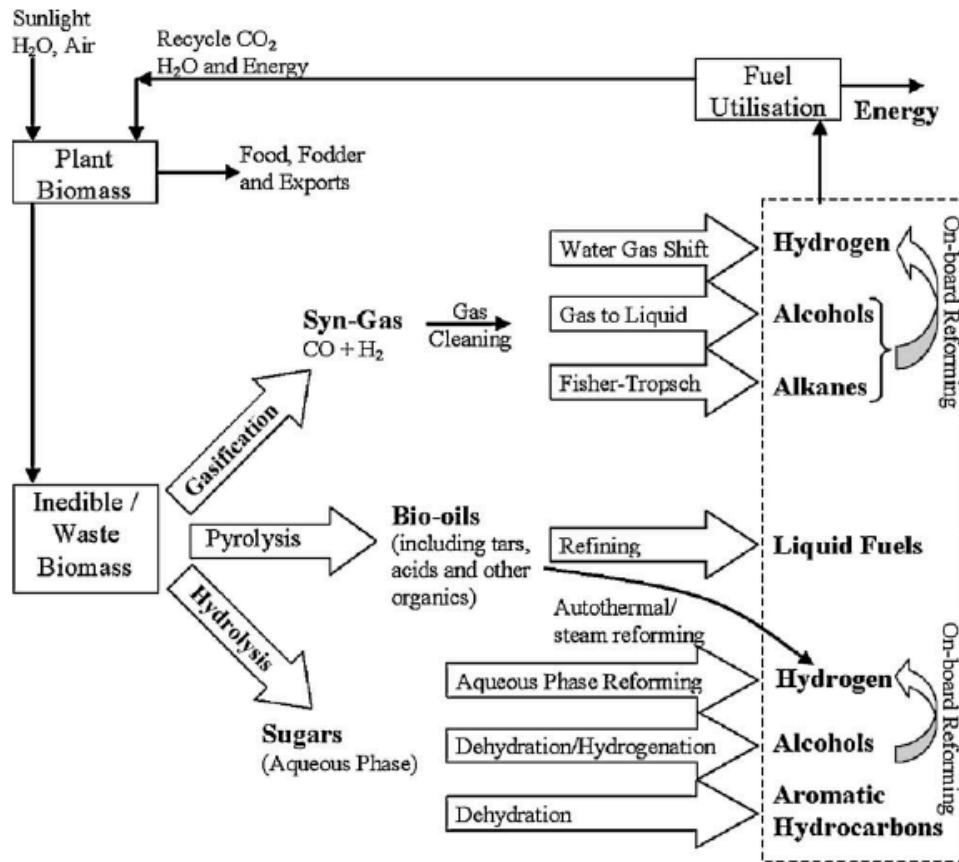 Sunlight
H₂O, Air
Recycle CO₂
H₂O and Energy
Fuel
Utilisation
Energy
Plant
Biomass
Food, Fodder
and Exports
Water Gas Shift
Hydrogen
On-board Reforming
Syn-Gas
CO + H₂
Gas
Cleaning
Gas to Liquid
Alcohols
Fisher-Tropsch
Alkanes
Gasification
Inedible /
Waste
Biomass
Pyrolysis
Bio-oils
(including tars,
acids and other
organics)
Refining
Liquid Fuels
Autothermal/
steam reforming
Hydrolysis
Sugars
(Aqueous Phase)
Aqueous Phase Reforming
Hydrogen
On-board Reforming
Dehydration/Hydrogenation
Alcohols
Dehydration
Aromatic
Hydrocarbons